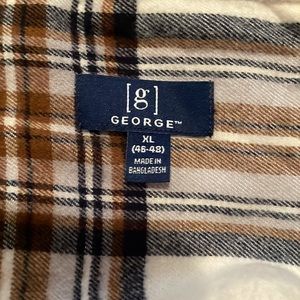 [g]
GEORGE™
XL
(46-48)
MADE IN
BANGLADESH